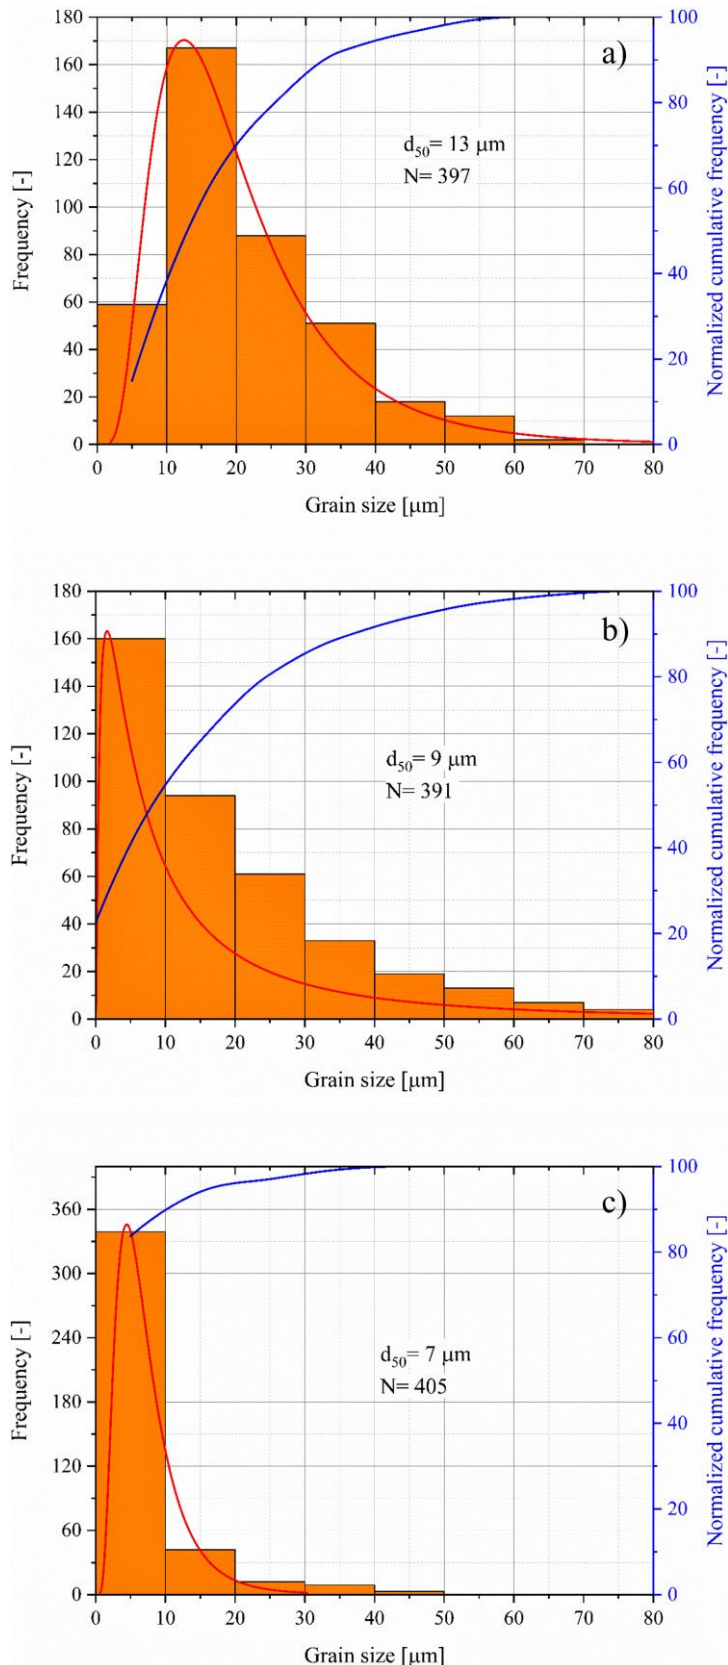 a)
d50= 13 μm
N= 397
Frequency [-]
Normalized cumulative frequency [-]
180
160
140
120
100
80
60
40
20
0
100
80
60
40
20
0
0 10 20 30 40 50 60 70 80
Grain size [μm]
b)
d50= 9 μm
N= 391
Frequency [-]
Normalized cumulative frequency [-]
180
160
140
120
100
80
60
40
20
0
100
80
60
40
20
0
0 10 20 30 40 50 60 70 80
Grain size [μm]
c)
d50= 7 μm
N= 405
Frequency [-]
Normalized cumulative frequency [-]
360
300
240
180
120
60
0
100
80
60
40
20
0
0 10 20 30 40 50 60 70 80
Grain size [μm]